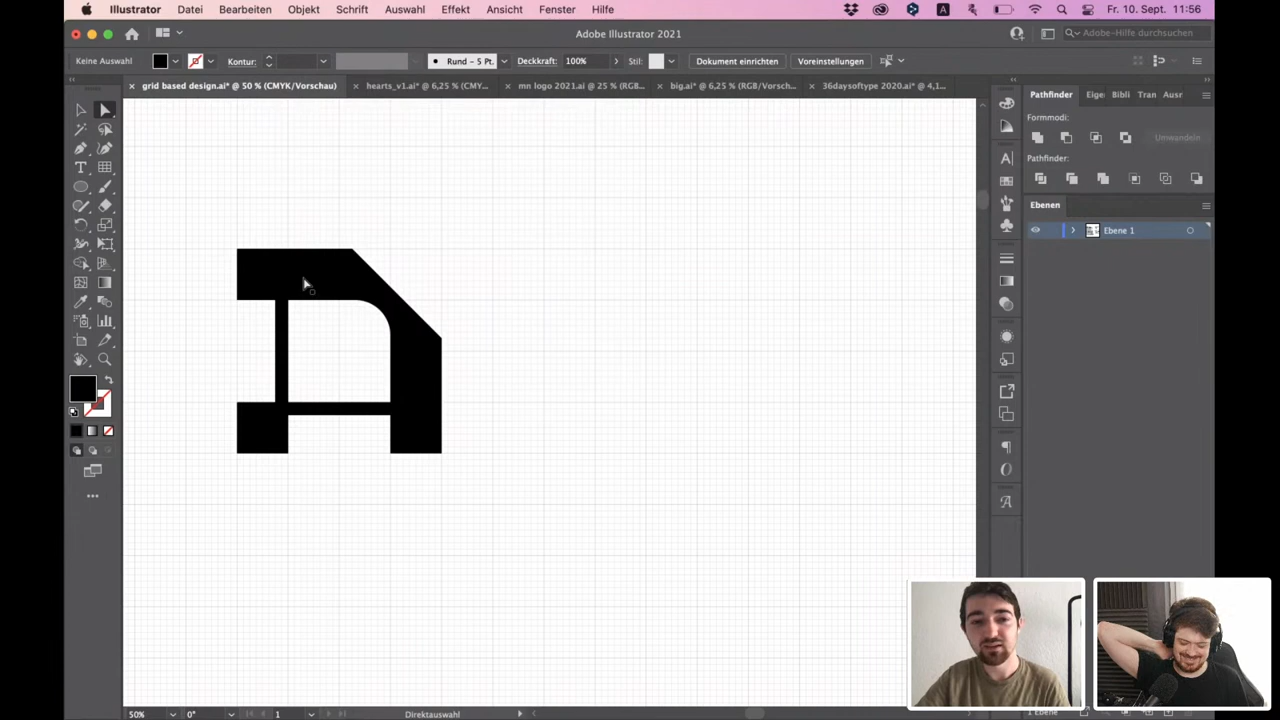 Illustrator Datei Bearbeiten Objekt Schrift Auswahl Effekt Ansicht Fenster Hilfe A Fr. 10. Sept. 11:56
Adobe Illustrator 2021 Adobe-Hilfe durchsuchen
Keine Auswahl Kontur: Rund - 5 Pt. Deckkraft: 100% Stil: Dokument einrichten Voreinstellungen
grid based design.ai* @ 50 % (CMYK/Vorschau) hearts_v1.ai* @ 6,25 % (CMY... mn logo 2021.ai @ 25 % (RGB... big.ai* @ 6,25 % (RGB/Vorsch... 36daysoftype 2020.ai* @ 4,1...
Pathfinder Eige Bibli Tran Ausr
Formmodi:
Umwandeln
Pathfinder:
Ebenen
Ebene 1
A
50% 0° 1 Direktauswahl
1 Ebene